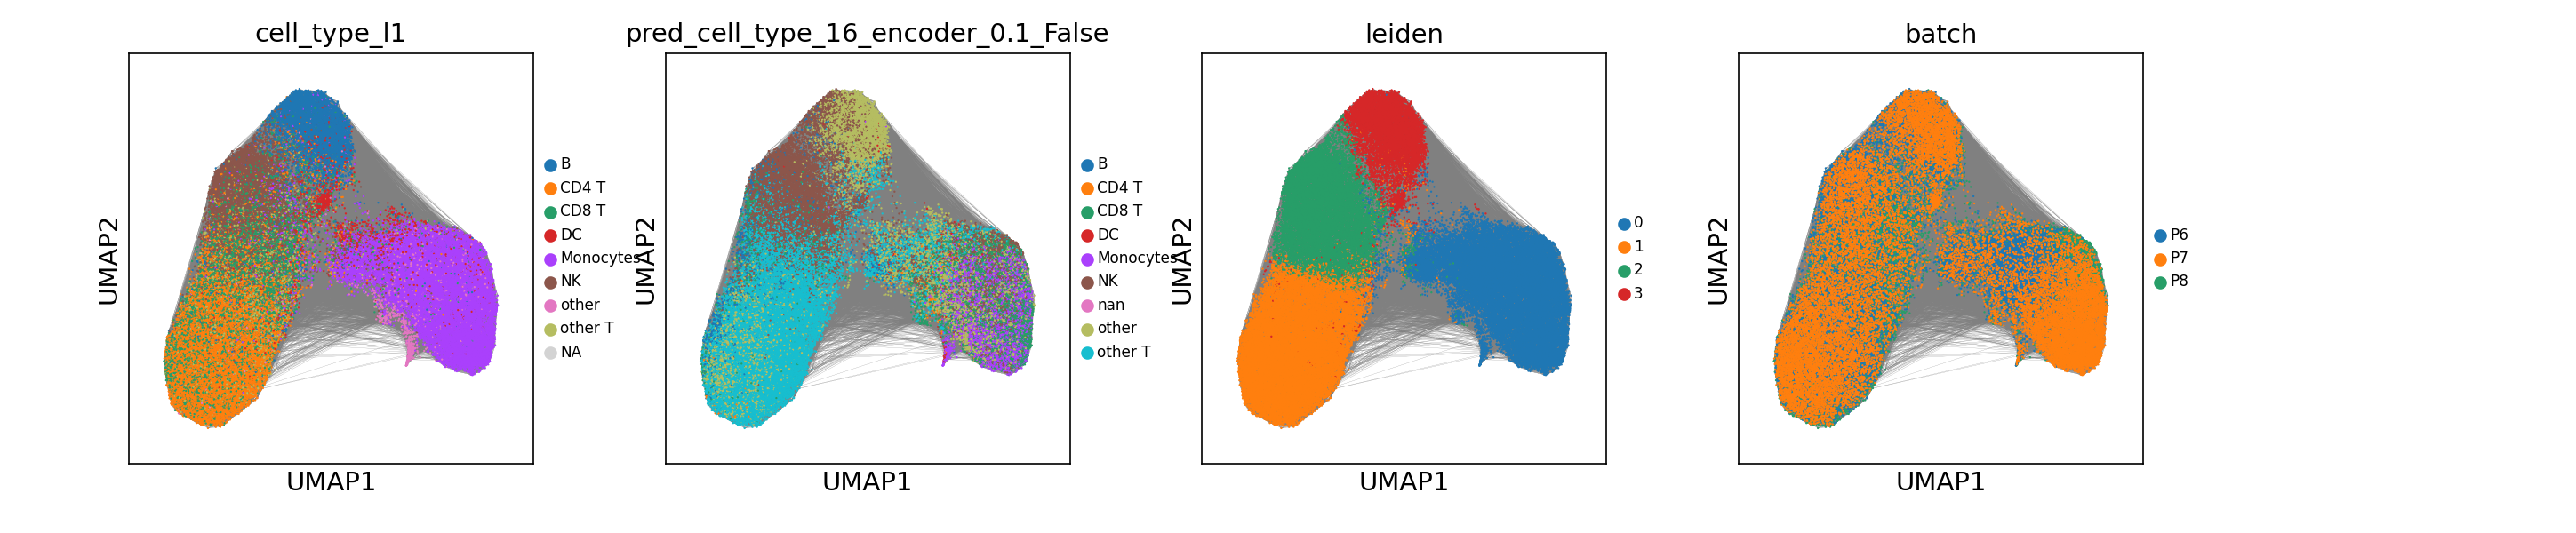 cell_type_l1
UMAP2
UMAP1
B
CD4 T
CD8 T
DC
Monocytes
NK
other
other T
NA
pred_cell_type_16_encoder_0.1_False
UMAP2
UMAP1
B
CD4 T
CD8 T
DC
Monocytes
NK
nan
other
other T
leiden
UMAP2
UMAP1
0
1
2
3
batch
UMAP2
UMAP1
P6
P7
P8